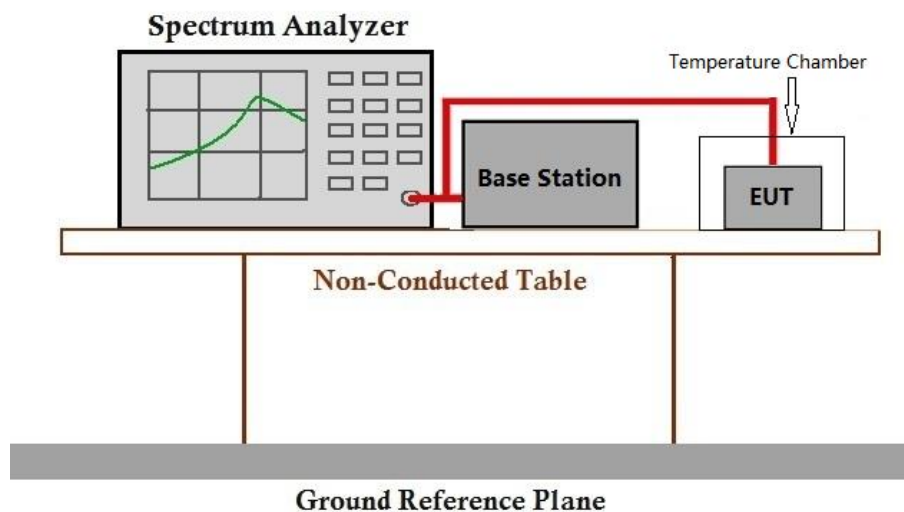 Spectrum Analyzer
Temperature Chamber
Base Station
EUT
Non-Conducted Table
Ground Reference Plane